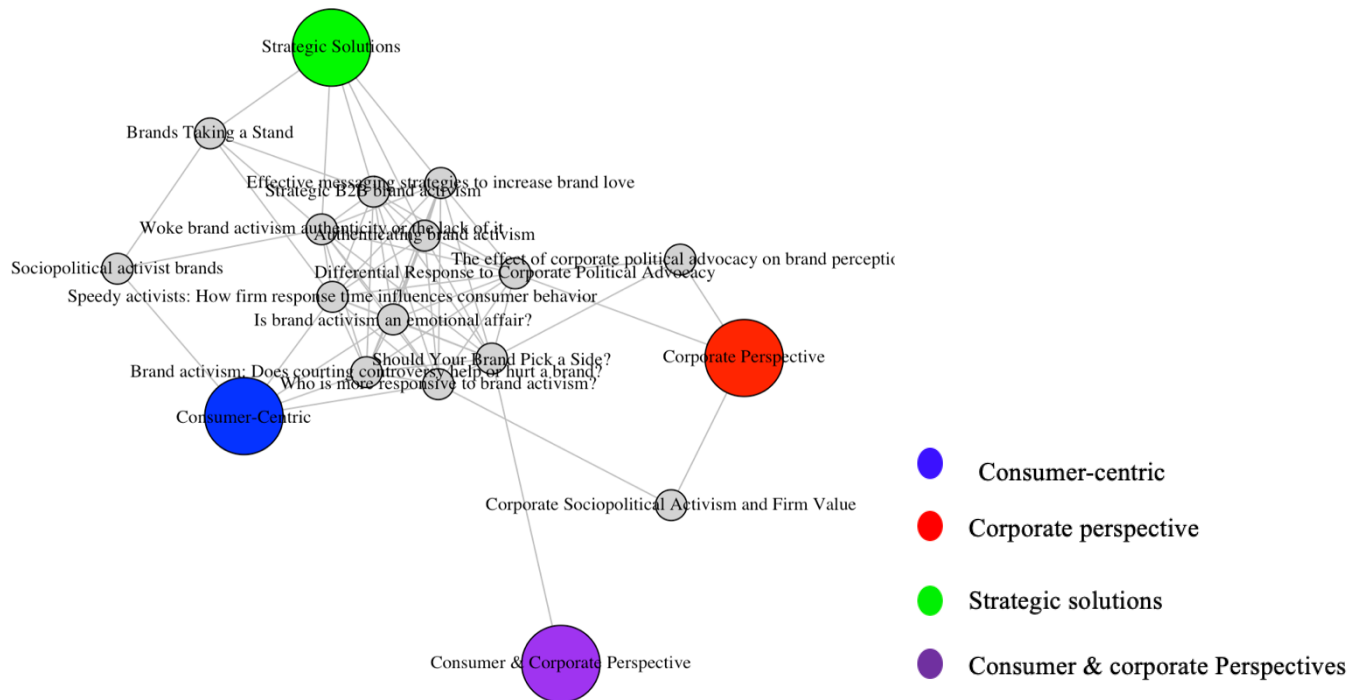 Strategic Solutions
Brands Taking a Stand
Effective messaging strategies to increase brand love
Strategic B2B brand activism
Woke brand activism authenticity or the lack of it
Authenticating brand activism
The effect of corporate political advocacy on brand perceptio
Sociopolitical activist brands
Differential Response to Corporate Political Advocacy
Speedy activists: How firm response time influences consumer behavior
Is brand activism an emotional affair?
Corporate Perspective
Should Your Brand Pick a Side?
Brand activism: Does courting controversy help or hurt a brand?
Who is more responsive to brand activism?
Consumer-Centric
Consumer-centric
Corporate Sociopolitical Activism and Firm Value
Corporate perspective
Strategic solutions
Consumer & Corporate Perspective
Consumer & corporate Perspectives